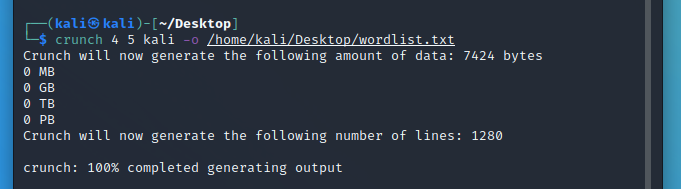 ┌──(kali㉿kali)-[~/Desktop]
└─$ crunch 4 5 kali -o /home/kali/Desktop/wordlist.txt
Crunch will now generate the following amount of data: 7424 bytes
0 MB
0 GB
0 TB
0 PB
Crunch will now generate the following number of lines: 1280
crunch: 100% completed generating output